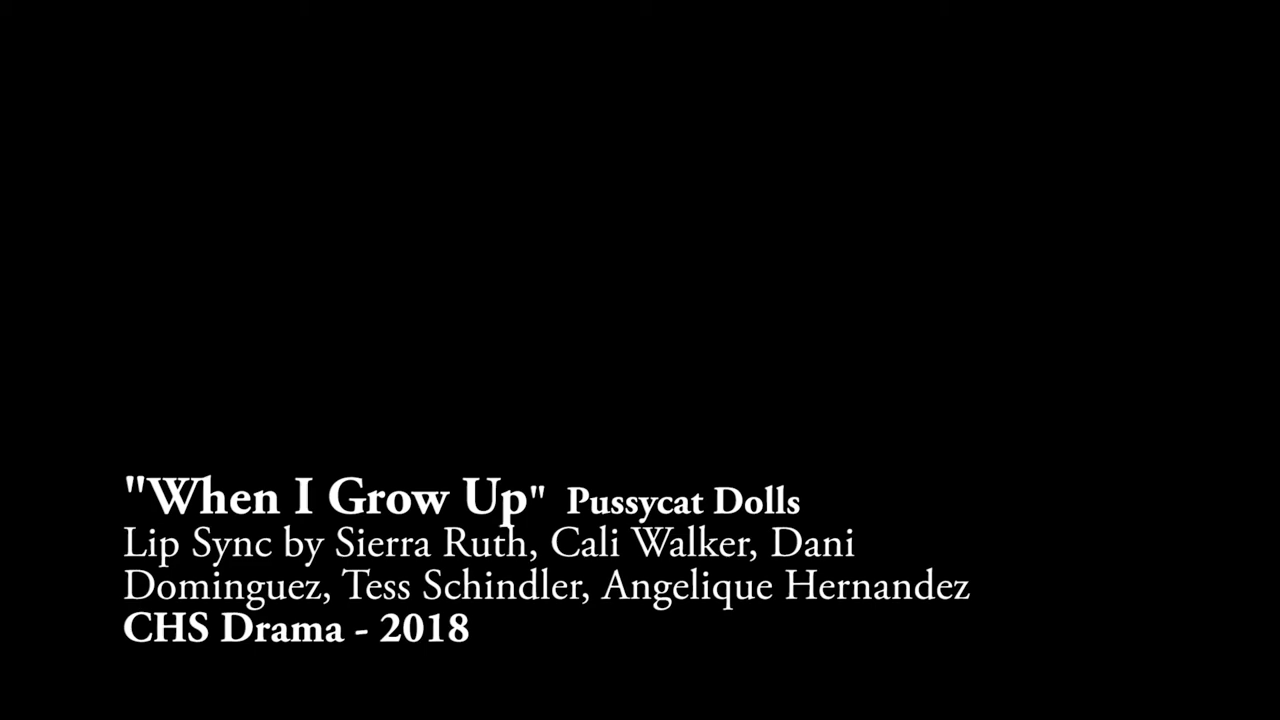 "When I Grow Up" Pussycat Dolls
Lip Sync by Sierra Ruth, Cali Walker, Dani
Dominguez, Tess Schindler, Angelique Hernandez
CHS Drama - 2018